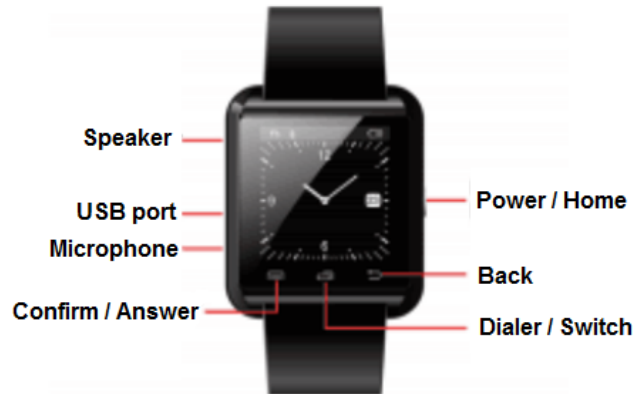 Speaker
12
USB port
9
Power / Home
Microphone
6
Back
Confirm / Answer
Dialer / Switch